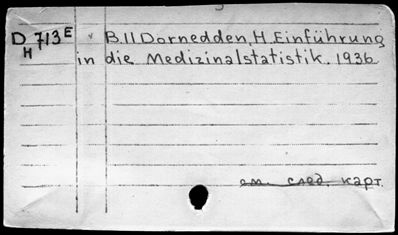 D 713 E v B.II Dornedden, H. Einführung
H in die Medizinalstatistik. 1936
см. след. карт.